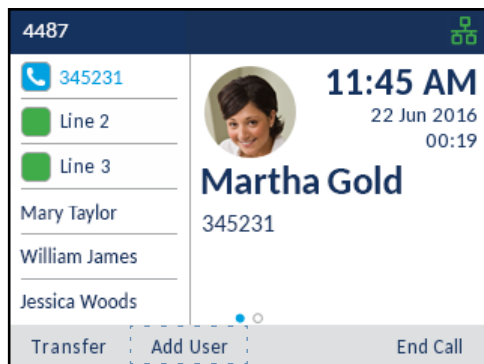 4487
345231
Line 2
Line 3
Mary Taylor
William James
Jessica Woods
11:45 AM
22 Jun 2016
00:19
Martha Gold
345231
Transfer Add User End Call